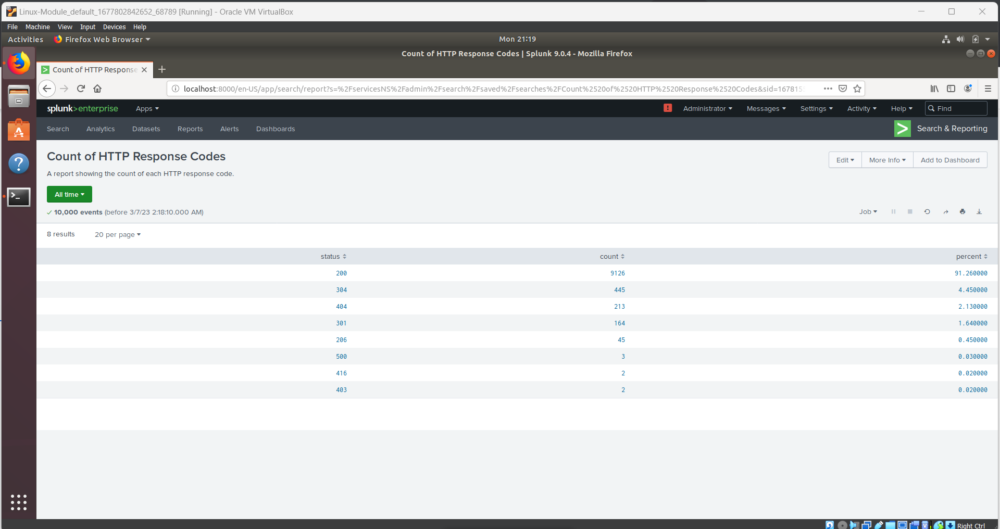 Linux-Module_default_1677802842652_68789 [Running] - Oracle VM VirtualBox
File Machine View Input Devices Help
Activities Firefox Web Browser Mon 21:19
Count of HTTP Response Codes | Splunk 9.0.4 - Mozilla Firefox
Count of HTTP Response
localhost:8000/en-US/app/search/report?s=%2FservicesNS%2Fadmin%2Fsearch%2Fsaved%2Fsearches%2FCount%2520of%2520HTTP%2520Response%2520Codes&sid=167815
splunk>enterprise Apps Administrator Messages Settings Activity Help Find
Search Analytics Datasets Reports Alerts Dashboards Search & Reporting
Count of HTTP Response Codes
Edit More Info Add to Dashboard
A report showing the count of each HTTP response code.
All time
10,000 events (before 3/7/23 2:18:10.000 AM) Job
8 results 20 per page
status count percent
200 9126 91.260000
304 445 4.450000
404 213 2.130000
301 164 1.640000
206 45 0.450000
500 3 0.030000
416 2 0.020000
403 2 0.020000
Right Ctrl